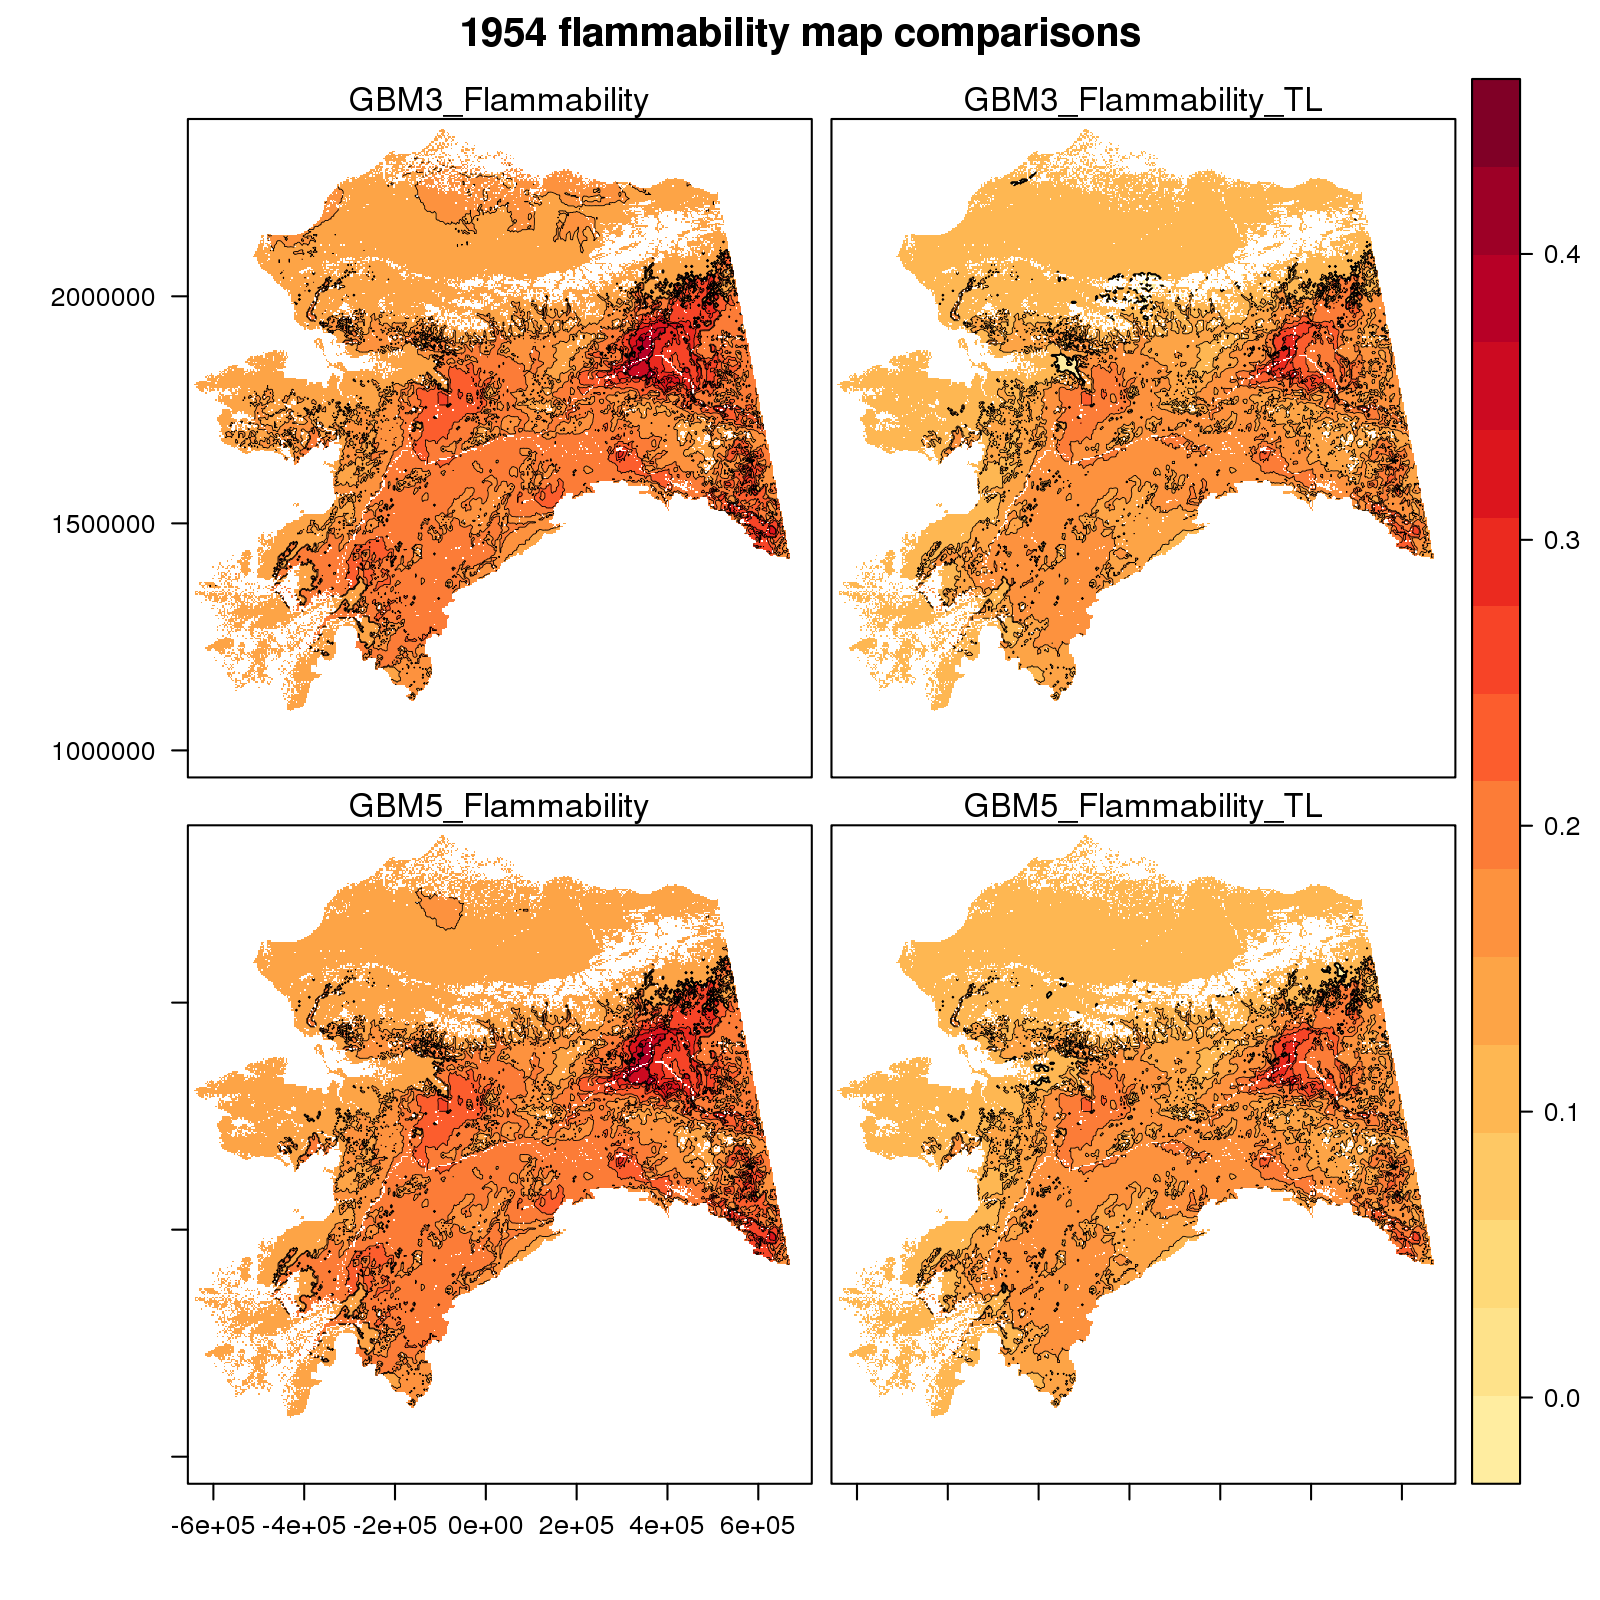 1954 flammability map comparisons
GBM3_Flammability
GBM3_Flammability_TL
2000000
1500000
1000000
GBM5_Flammability
GBM5_Flammability_TL
-6e+05 -4e+05 -2e+05 0e+00 2e+05 4e+05 6e+05
0.4
0.3
0.2
0.1
0.0